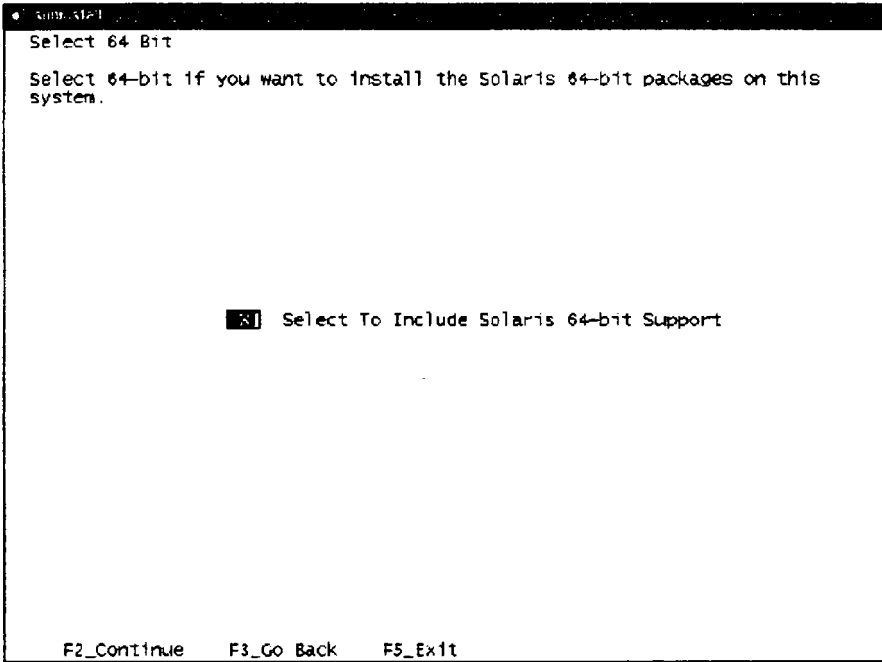 Select 64 Bit
Select 64-bit if you want to install the Solaris 64-bit packages on this
system.
[X] Select To Include Solaris 64-bit Support
F2_Continue F3_Go Back F5_Exit